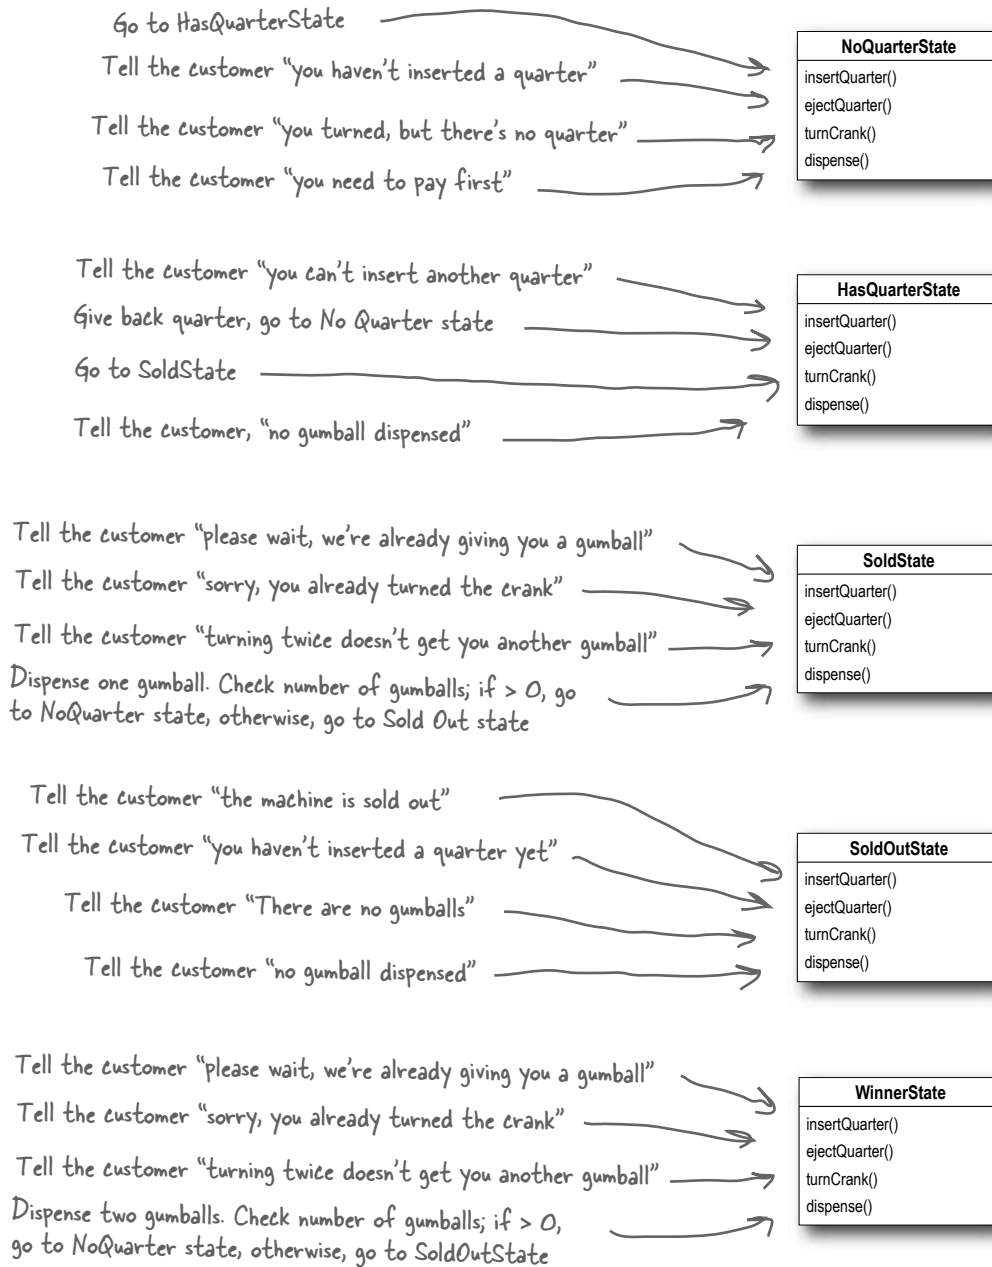 Go to HasQuarterState
Tell the customer “you haven’t inserted a quarter”
Tell the customer “you turned, but there’s no quarter”
Tell the customer “you need to pay first”
NoQuarterState
insertQuarter()
ejectQuarter()
turnCrank()
dispense()
Tell the customer “you can’t insert another quarter”
Give back quarter, go to No Quarter state
Go to SoldState
Tell the customer, “no gumball dispensed”
HasQuarterState
insertQuarter()
ejectQuarter()
turnCrank()
dispense()
Tell the customer “please wait, we’re already giving you a gumball”
Tell the customer “sorry, you already turned the crank”
Tell the customer “turning twice doesn’t get you another gumball”
Dispense one gumball. Check number of gumballs; if > 0, go
to NoQuarter state, otherwise, go to Sold Out state
SoldState
insertQuarter()
ejectQuarter()
turnCrank()
dispense()
Tell the customer “the machine is sold out”
Tell the customer “you haven’t inserted a quarter yet”
Tell the customer “There are no gumballs”
Tell the customer “no gumball dispensed”
SoldOutState
insertQuarter()
ejectQuarter()
turnCrank()
dispense()
Tell the customer “please wait, we’re already giving you a gumball”
Tell the customer “sorry, you already turned the crank”
Tell the customer “turning twice doesn’t get you another gumball”
Dispense two gumballs. Check number of gumballs; if > 0,
go to NoQuarter state, otherwise, go to SoldOutState
WinnerState
insertQuarter()
ejectQuarter()
turnCrank()
dispense()